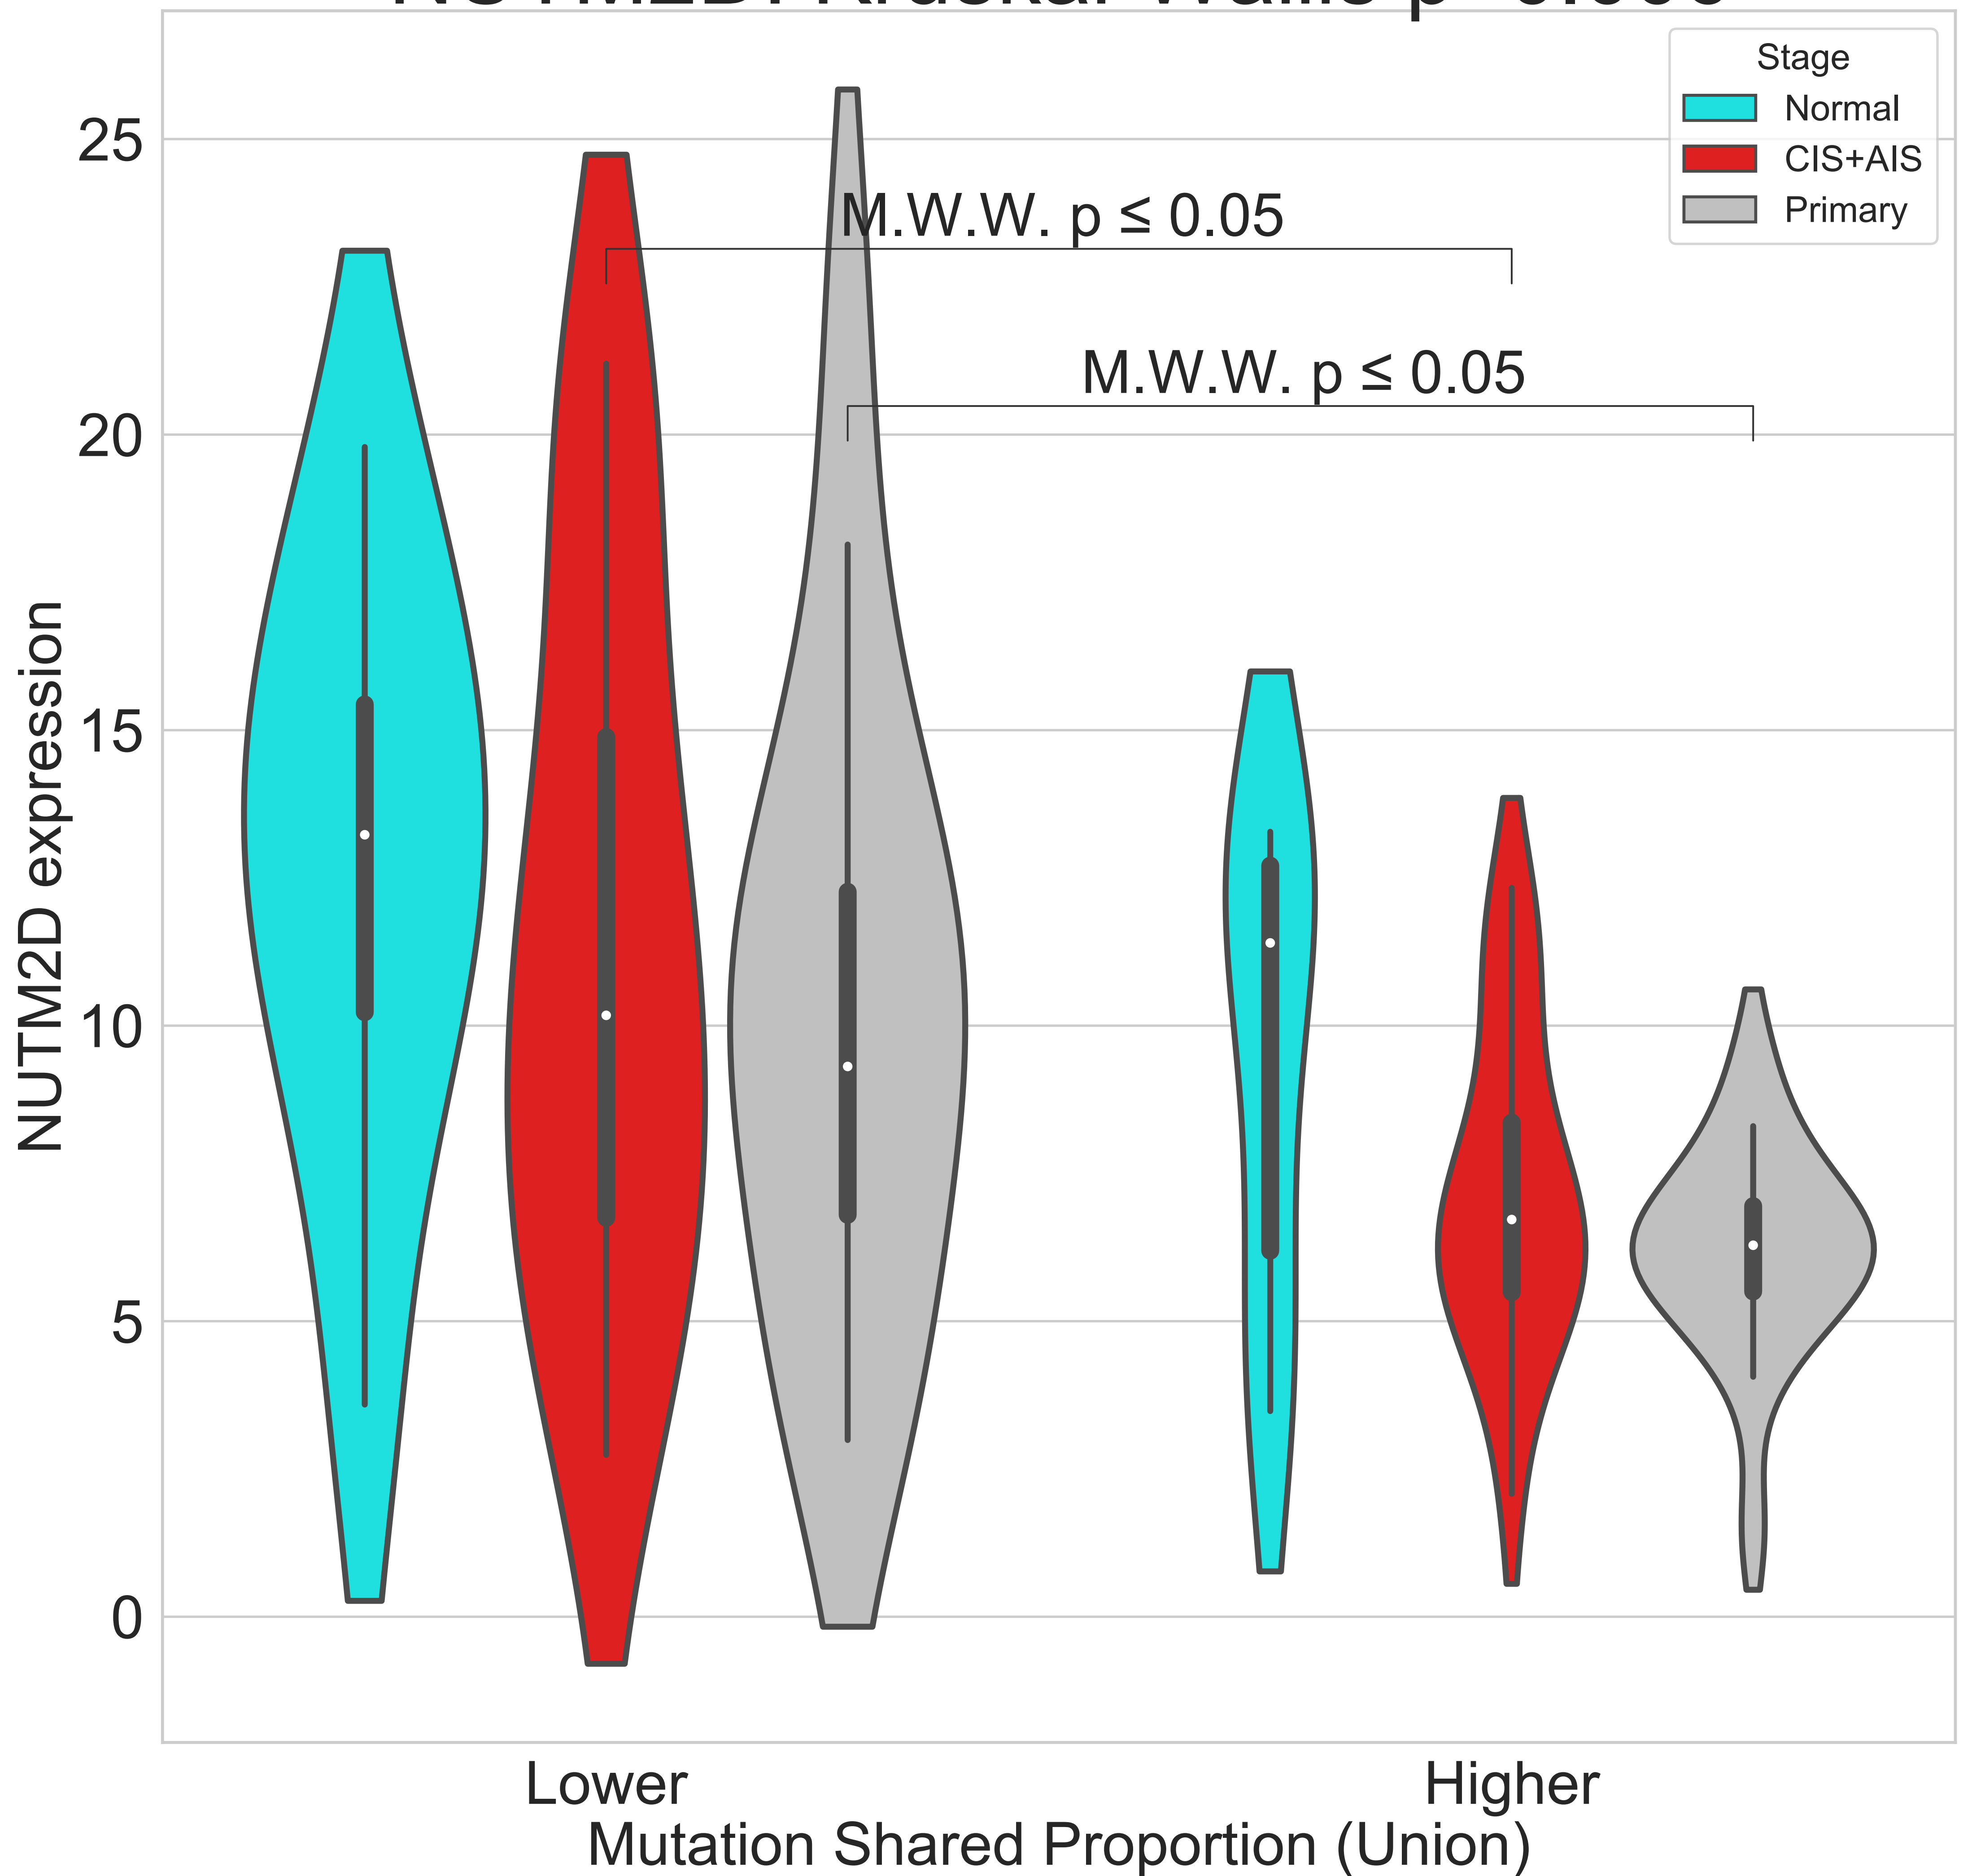 Stage
Normal
CIS+AIS
Primary
M.W.W. p ≤ 0.05
M.W.W. p ≤ 0.05
25
20
15
10
5
0
NUTM2D expression
Lower
Higher
Mutation Shared Proportion (Union)